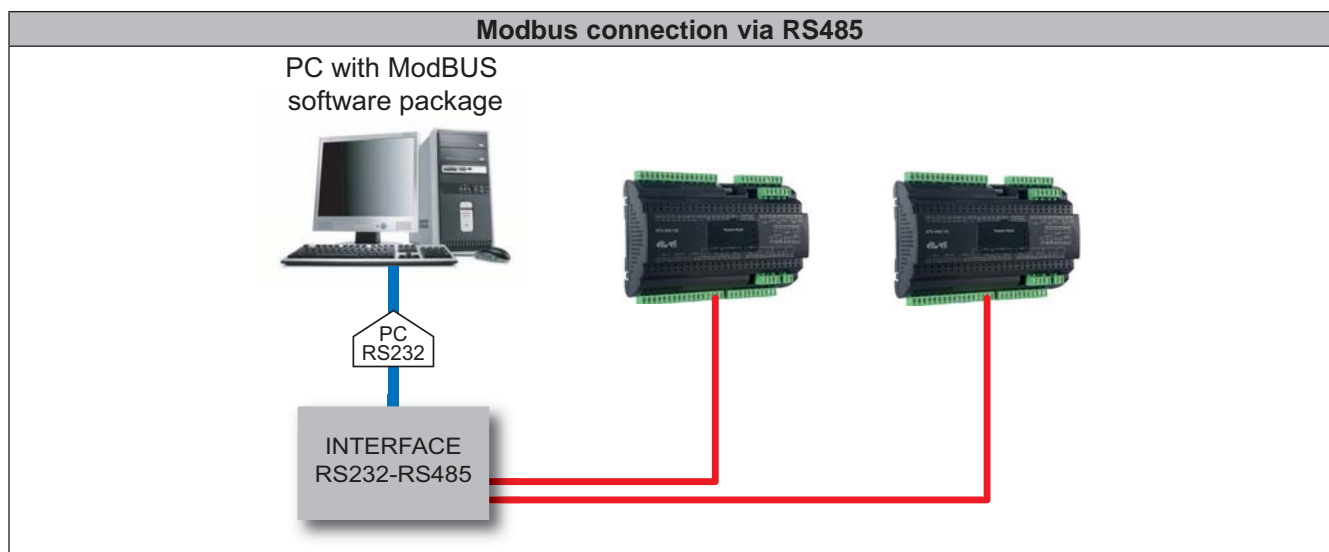 Modbus connection via RS485
PC with ModBUS
software package
PC
RS232
INTERFACE
RS232-RS485